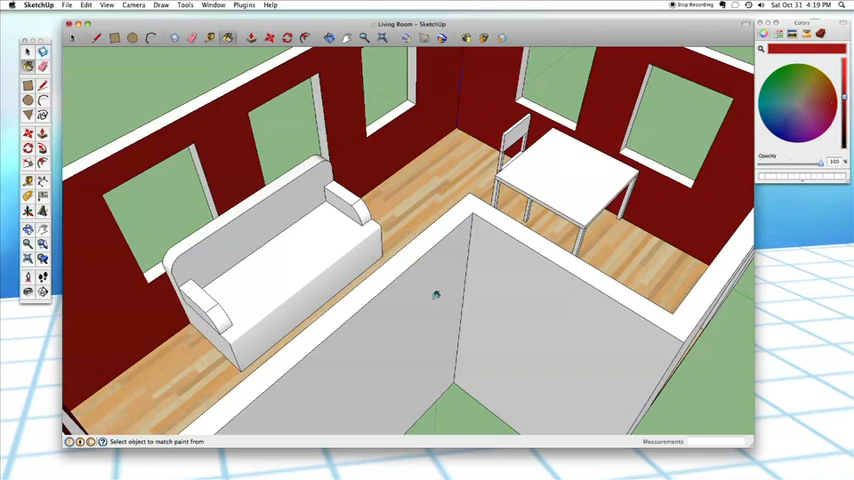 SketchUp File Edit View Camera Draw Tools Window Plugins Help
Stop Recording Sat Oct 31 4:19 PM
Living Room – SketchUp
Colors
Opacity
100
Select object to match paint from
Measurements